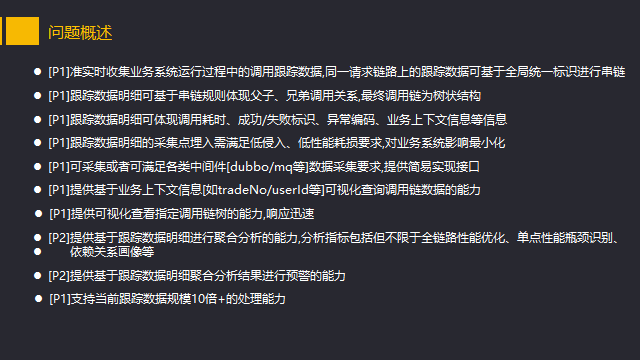 问题概述
[P1]准实时收集业务系统运行过程中的调用跟踪数据,同一请求链路上的跟踪数据可基于全局统一标识进行串链
[P1]跟踪数据明细可基于串链规则体现父子、兄弟调用关系,最终调用链为树状结构
[P1]跟踪数据明细可体现调用耗时、成功/失败标识、异常编码、业务上下文信息等信息
[P1]跟踪数据明细的采集点埋入需满足低侵入、低性能耗损要求,对业务系统影响最小化
[P1]可采集或者可满足各类中间件[dubbo/mq等]数据采集要求,提供简易实现接口
[P1]提供基于业务上下文信息[如tradeNo/userId等]可视化查询调用链数据的能力
[P1]提供可视化查看指定调用链树的能力,响应迅速
[P2]提供基于跟踪数据明细进行聚合分析的能力,分析指标包括但不限于全链路性能优化、单点性能瓶颈识别、
依赖关系画像等
[P2]提供基于跟踪数据明细聚合分析结果进行预警的能力
[P1]支持当前跟踪数据规模10倍+的处理能力